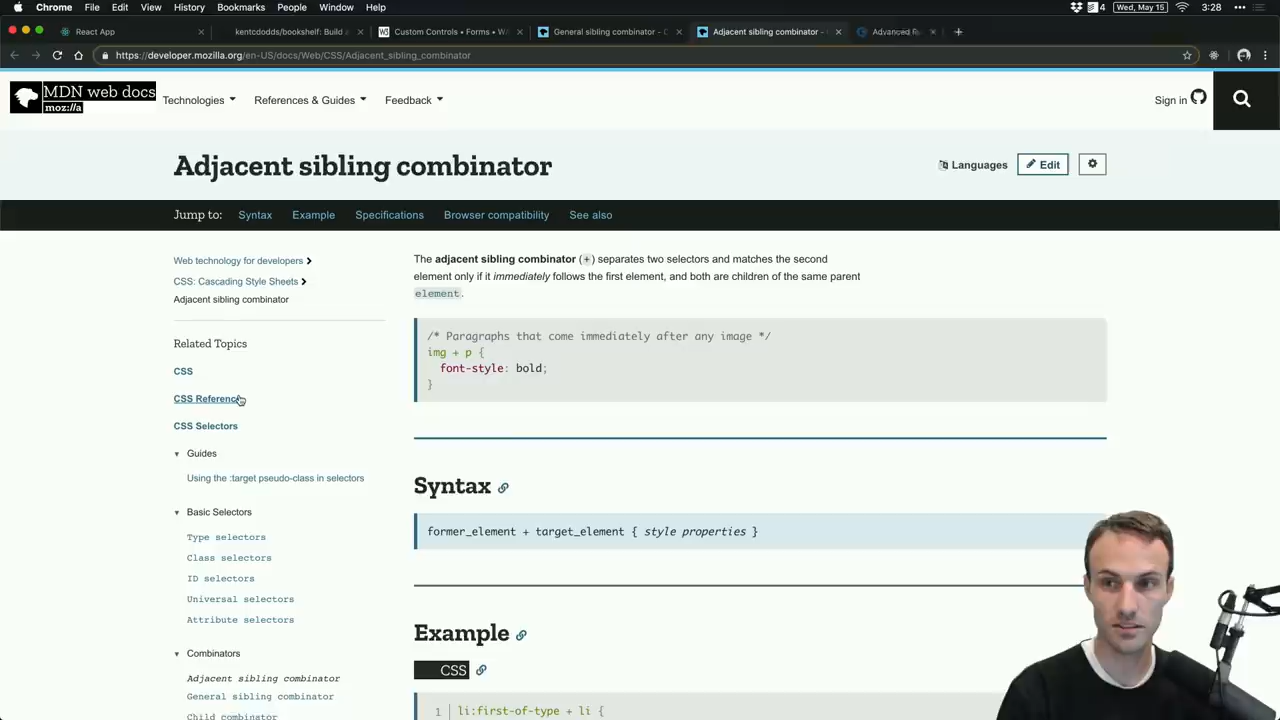 Chrome File Edit View History Bookmarks People Window Help
4 Wed, May 15 3:28
React App
kentcdodds/bookshelf: Build
Custom Controls • Forms • WA
General sibling combinator - C
Adjacent sibling combinator -
Advanced
https://developer.mozilla.org/en-US/docs/Web/CSS/Adjacent_sibling_combinator
MDN web docs
moz://a
Technologies
References & Guides
Feedback
Sign in
Adjacent sibling combinator
Languages
Edit
Jump to: Syntax Example Specifications Browser compatibility See also
Web technology for developers
CSS: Cascading Style Sheets
Adjacent sibling combinator
Related Topics
CSS
CSS Reference
CSS Selectors
Guides
Using the :target pseudo-class in selectors
Basic Selectors
Type selectors
Class selectors
ID selectors
Universal selectors
Attribute selectors
Combinators
Adjacent sibling combinator
General sibling combinator
Child combinator
The adjacent sibling combinator (+) separates two selectors and matches the second
element only if it immediately follows the first element, and both are children of the same parent
element.
/* Paragraphs that come immediately after any image */
img + p {
font-style: bold;
}
Syntax
former_element + target_element { style properties }
Example
CSS
1 li:first-of-type + li {